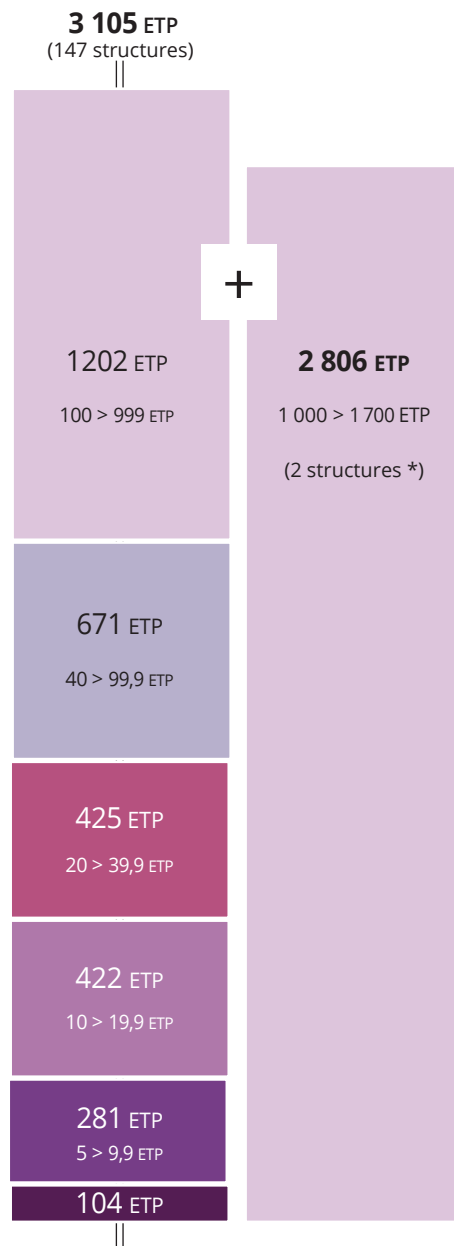 3 105 ETP
(147 structures)
+
1202 ETP
100 > 999 ETP
2 806 ETP
1 000 > 1 700 ETP
(2 structures *)
671 ETP
40 > 99,9 ETP
425 ETP
20 > 39,9 ETP
422 ETP
10 > 19,9 ETP
281 ETP
5 > 9,9 ETP
104 ETP